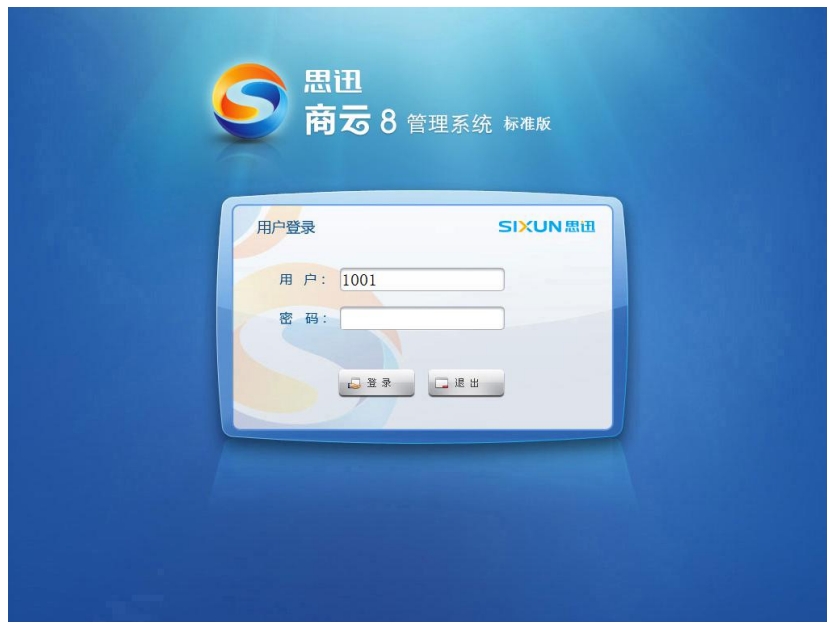 思迅
商云8管理系统 标准版
用户登录 SIXUN思迅
用 户: 1001
密 码:
登 录 退 出